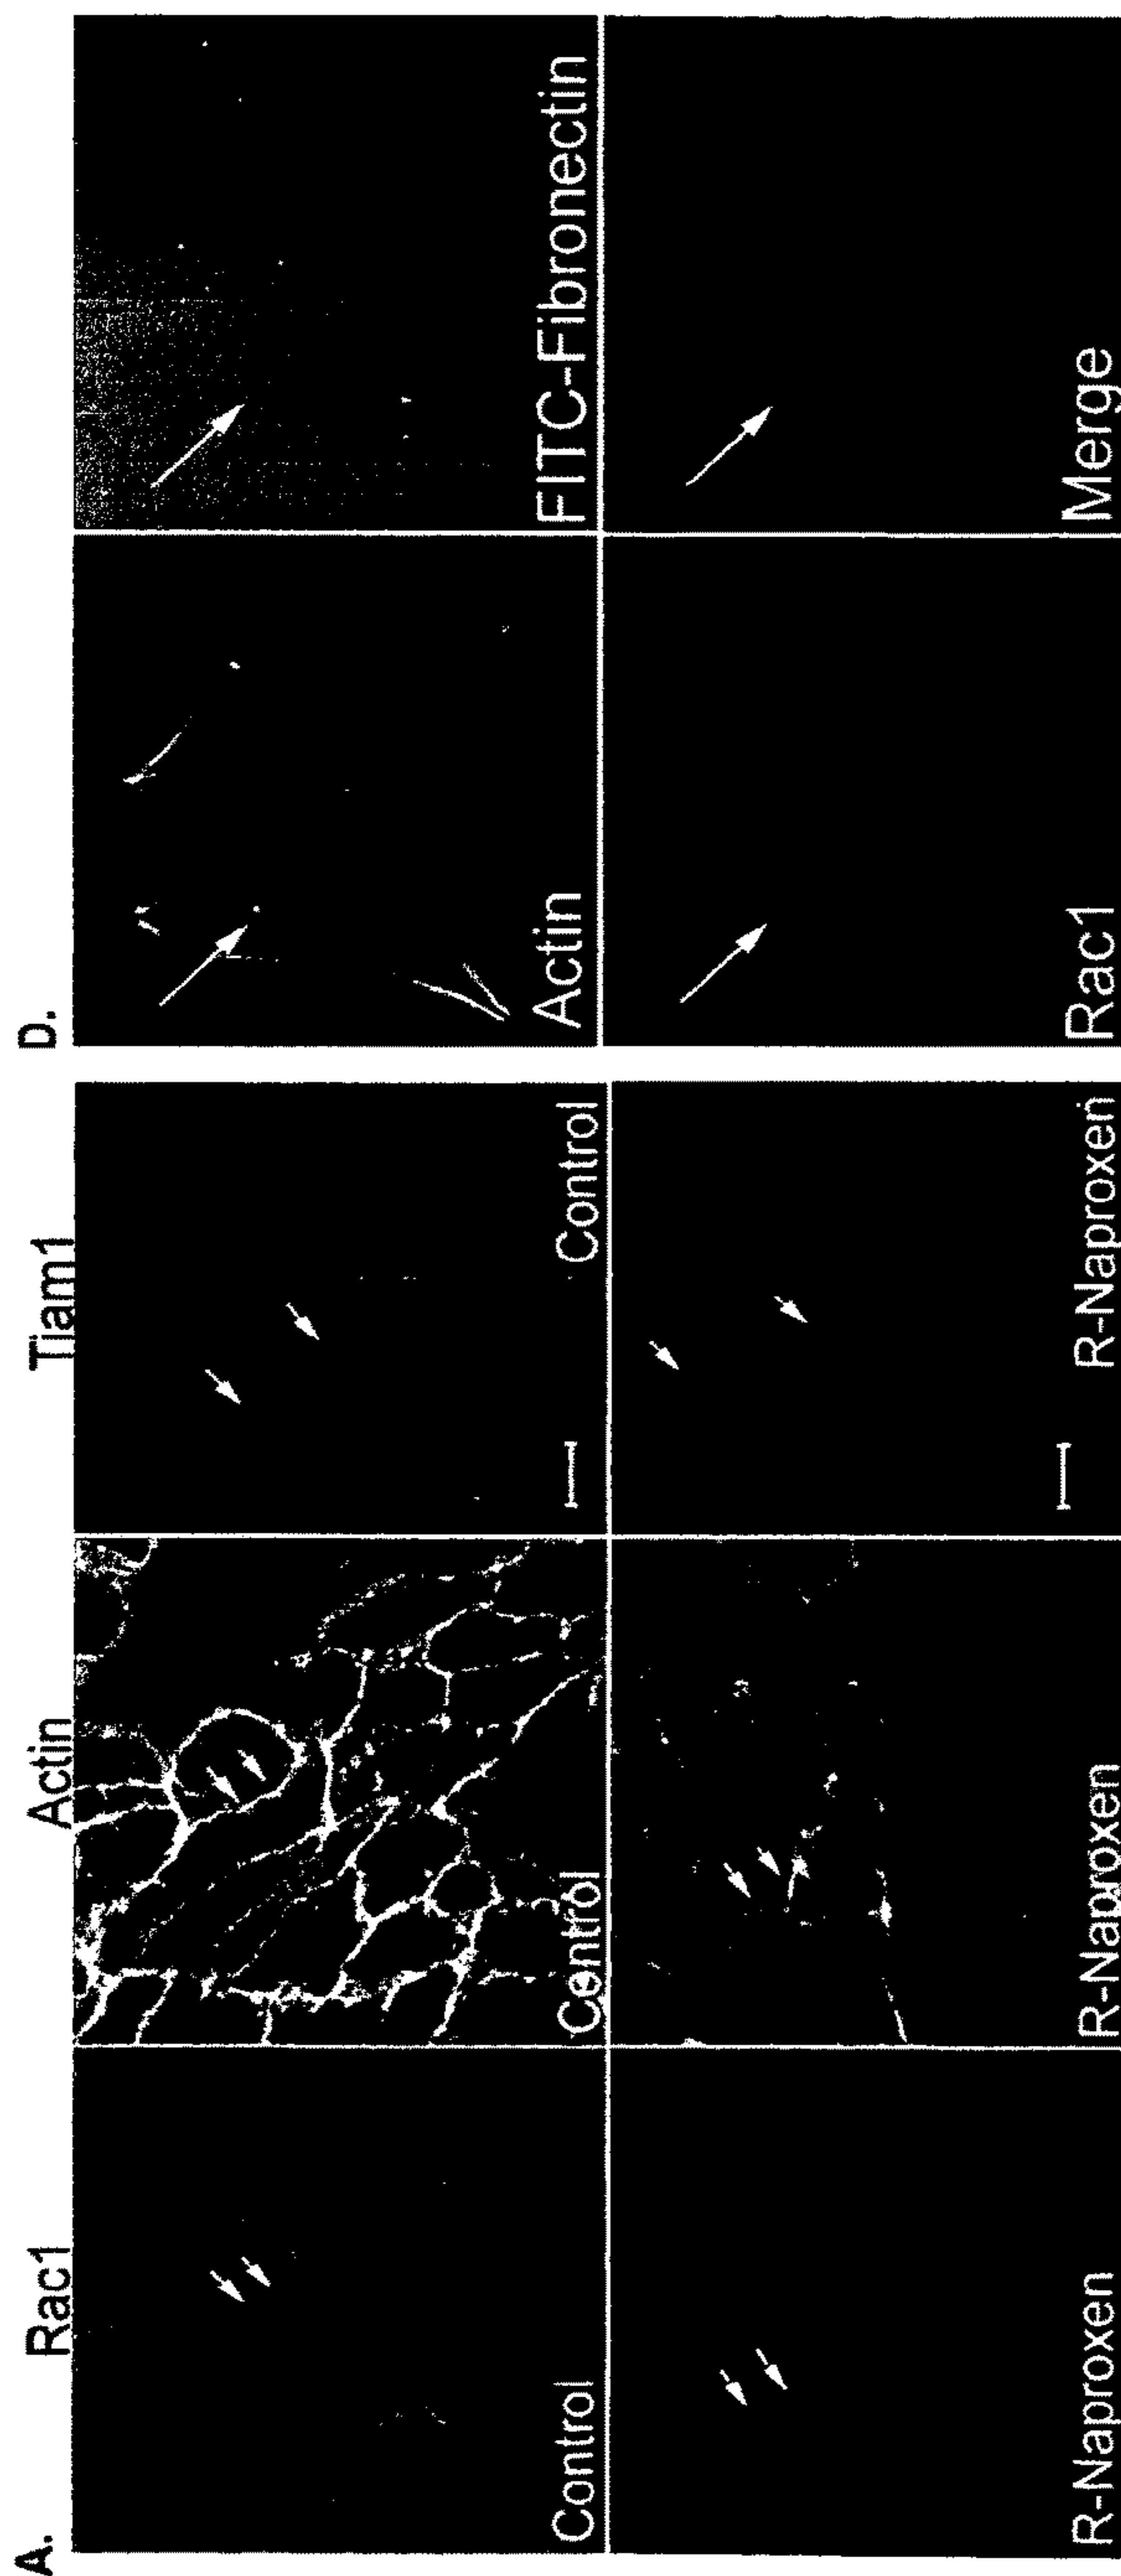 A.
Rac1
Actin
Tiam1
Control
Control
Control
R-Naproxen
R-Naproxen
R-Naproxen
D.
Actin
FITC-Fibronectin
Rac1
Merge